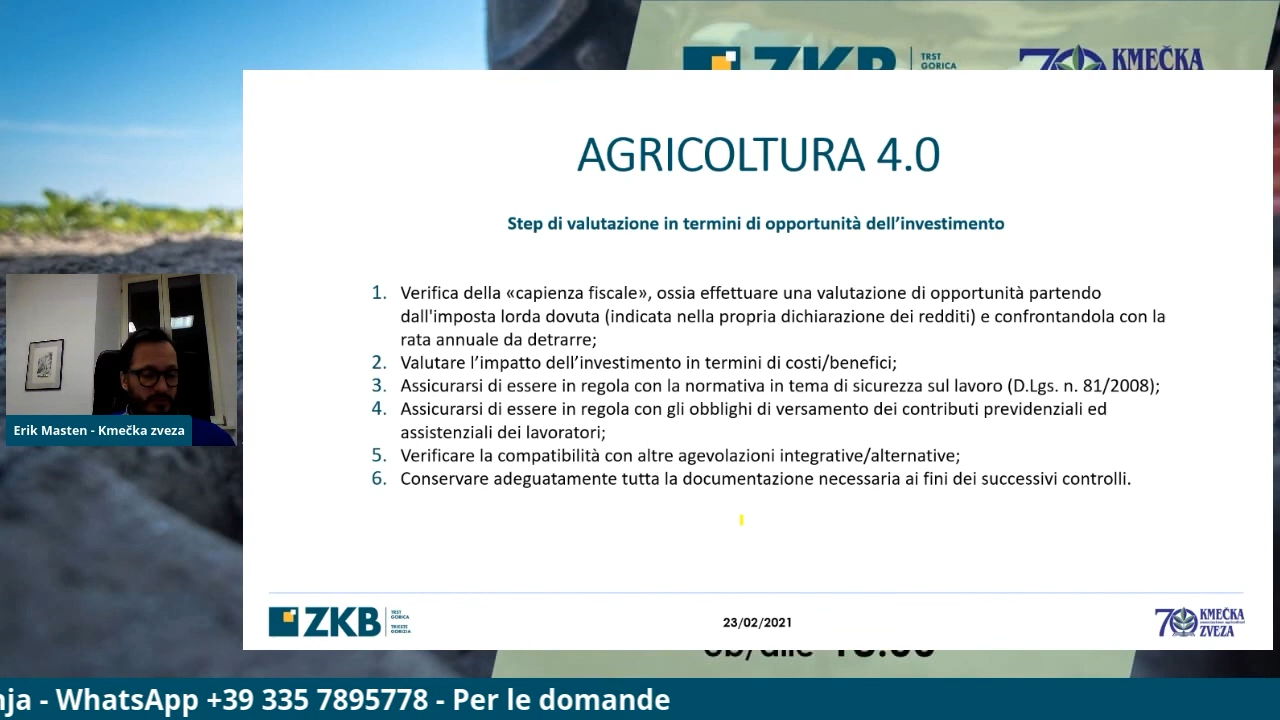 ZKB
TRST
GORICA
70 KMEČKA
AGRICOLTURA 4.0
Step di valutazione in termini di opportunità dell’investimento
1. Verifica della «capienza fiscale», ossia effettuare una valutazione di opportunità partendo
dall'imposta lorda dovuta (indicata nella propria dichiarazione dei redditi) e confrontandola con la
rata annuale da detrarre;
2. Valutare l’impatto dell’investimento in termini di costi/benefici;
3. Assicurarsi di essere in regola con la normativa in tema di sicurezza sul lavoro (D.Lgs. n. 81/2008);
4. Assicurarsi di essere in regola con gli obblighi di versamento dei contributi previdenziali ed
assistenziali dei lavoratori;
5. Verificare la compatibilità con altre agevolazioni integrative/alternative;
6. Conservare adeguatamente tutta la documentazione necessaria ai fini dei successivi controlli.
Erik Masten - Kmečka zveza
ZKB
TRST
GORICA
TRIESTE
GORIZIA
23/02/2021
70 KMEČKA
ZVEZA
ob/alle
nja - WhatsApp +39 335 7895778 - Per le domande